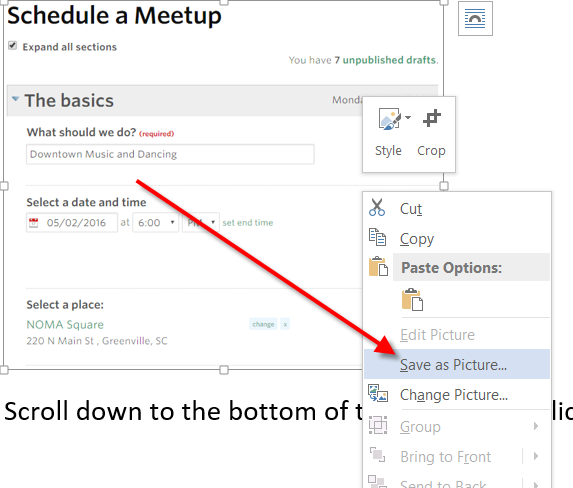 Schedule a Meetup
Expand all sections
You have 7 unpublished drafts.
The basics
What should we do? (required)
Downtown Music and Dancing
Select a date and time
05/02/2016 at 6:00 PM set end time
Select a place:
NOMA Square
change x
220 N Main St , Greenville, SC
Style Crop
Cut
Copy
Paste Options:
Edit Picture
Save as Picture...
Change Picture...
Group
Bring to Front
Send to Back
Scroll down to the bottom of